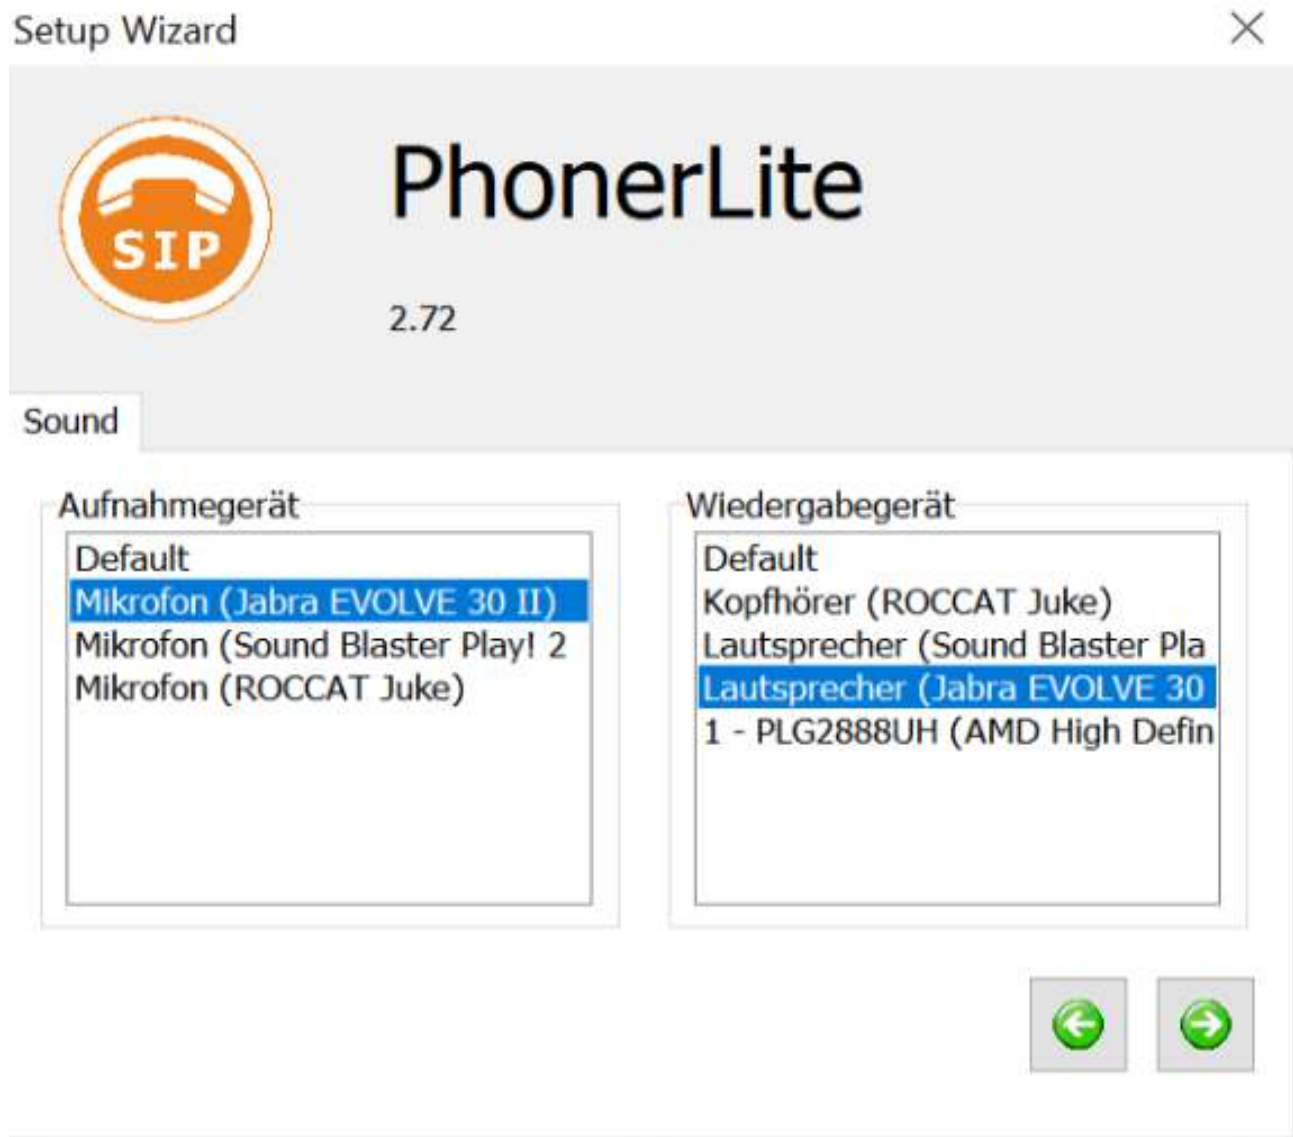 Setup Wizard
SIP
PhonerLite
2.72
Sound
Aufnahmegerät
Default
Mikrofon (Jabra EVOLVE 30 II)
Mikrofon (Sound Blaster Play! 2
Mikrofon (ROCCAT Juke)
Wiedergabegerät
Default
Kopfhörer (ROCCAT Juke)
Lautsprecher (Sound Blaster Pla
Lautsprecher (Jabra EVOLVE 30
1 - PLG2888UH (AMD High Defin